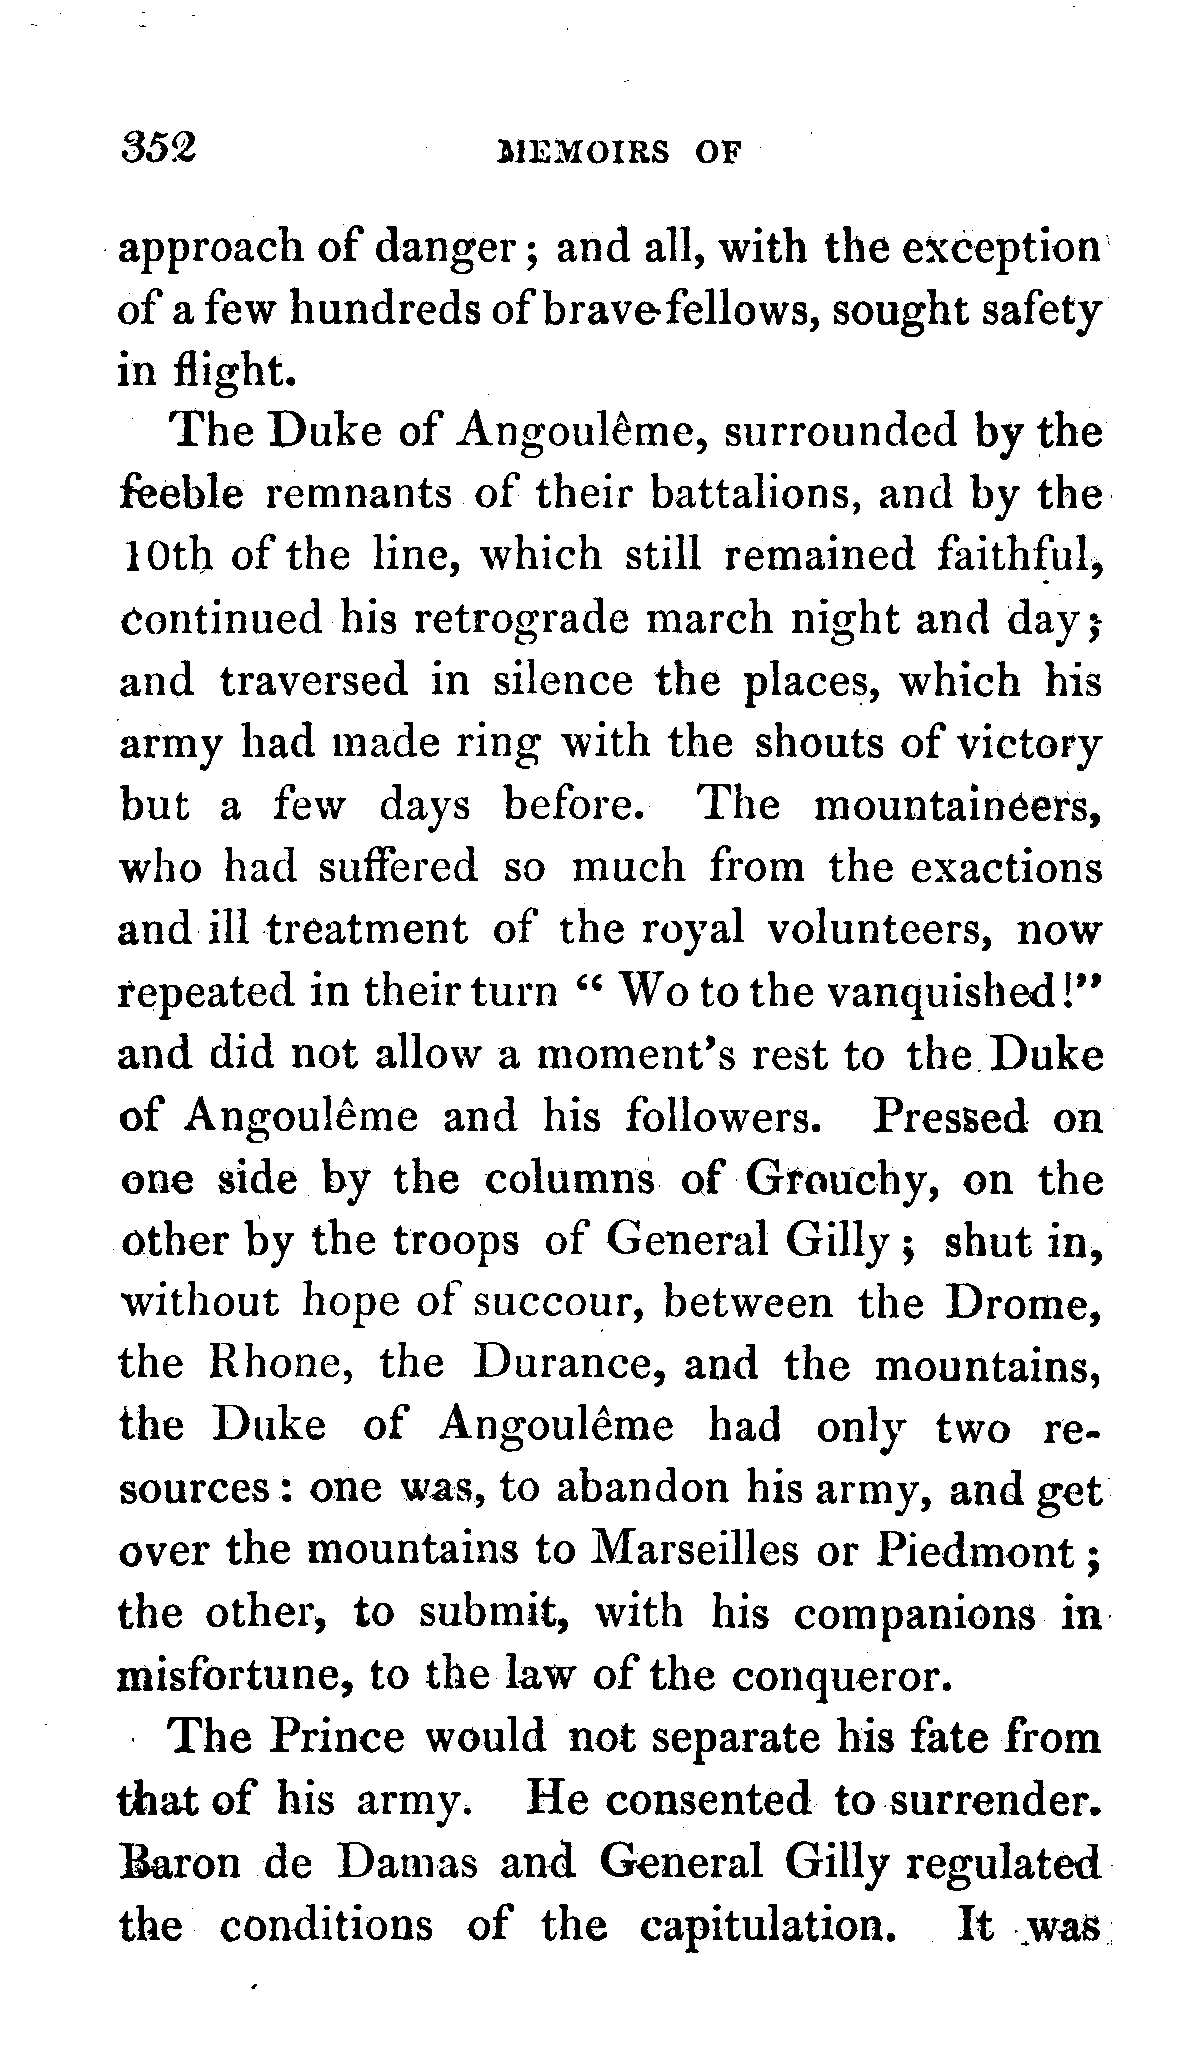 352 MEMOIRS OF
approach of danger; and all, with the exception
of a few hundreds of brave fellows, sought safety
in flight.
The Duke of Angoulême, surrounded by the
feeble remnants of their battalions, and by the
10th of the line, which still remained faithful,
continued his retrograde march night and day;
and traversed in silence the places, which his
army had made ring with the shouts of victory
but a few days before. The mountaineers,
who had suffered so much from the exactions
and ill treatment of the royal volunteers, now
repeated in their turn “ Wo to the vanquished!”
and did not allow a moment's rest to the Duke
of Angoulême and his followers. Pressed on
one side by the columns of Grouchy, on the
other by the troops of General Gilly; shut in,
without hope of succour, between the Drome,
the Rhone, the Durance, and the mountains,
the Duke of Angoulême had only two re-
sources: one was, to abandon his army, and get
over the mountains to Marseilles or Piedmont;
the other, to submit, with his companions in
misfortune, to the law of the conqueror.
The Prince would not separate his fate from
that of his army. He consented to surrender.
Baron de Damas and General Gilly regulated
the conditions of the capitulation. It was